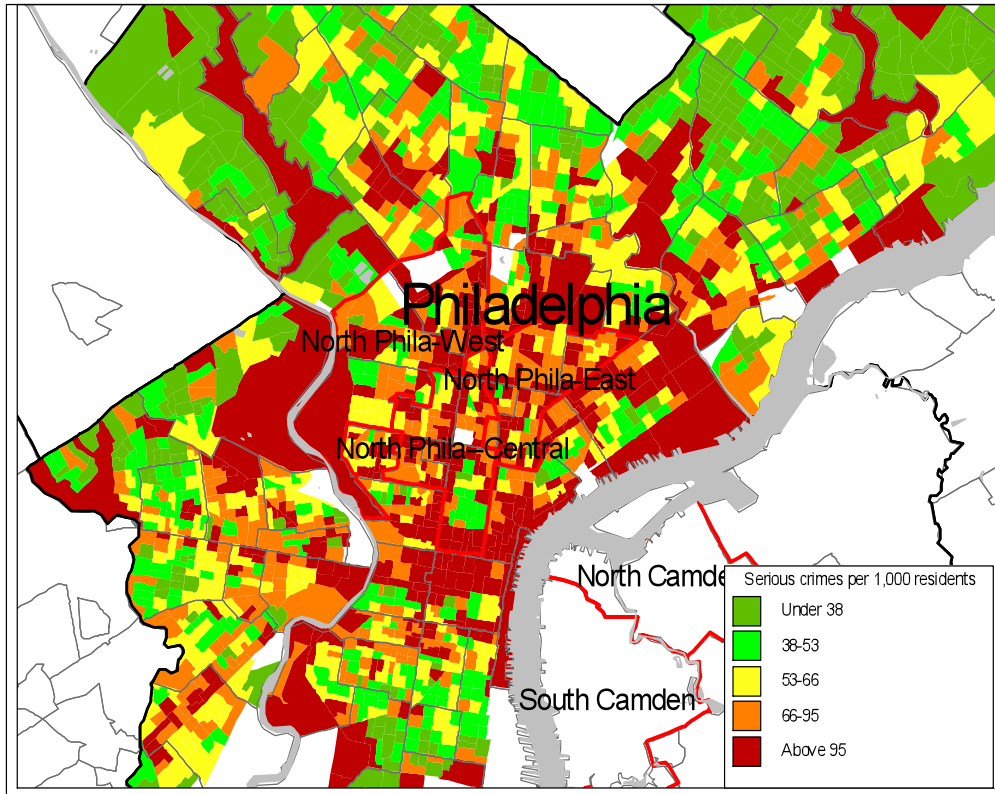 Philadelphia
North Phila-West
North Phila-East
North Phila--Central
North Camde
South Camden
Serious crimes per 1,000 residents
Under 38
38-53
53-66
66-95
Above 95